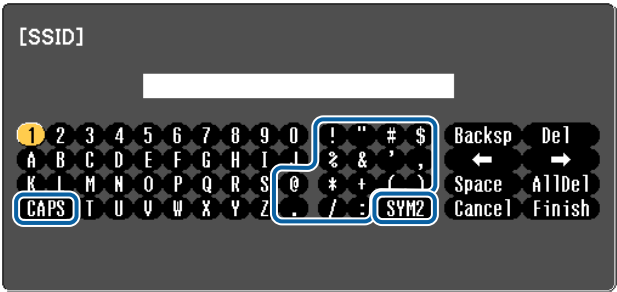 [SSID]
1 2 3 4 5 6 7 8 9 0 ! " # $ Backsp Del
A B C D E F G H I J % & ' , ← →
K L M N O P Q R S @ * + ( ) Space AllDel
CAPS T U V W X Y Z . / : SYM2 Cancel Finish